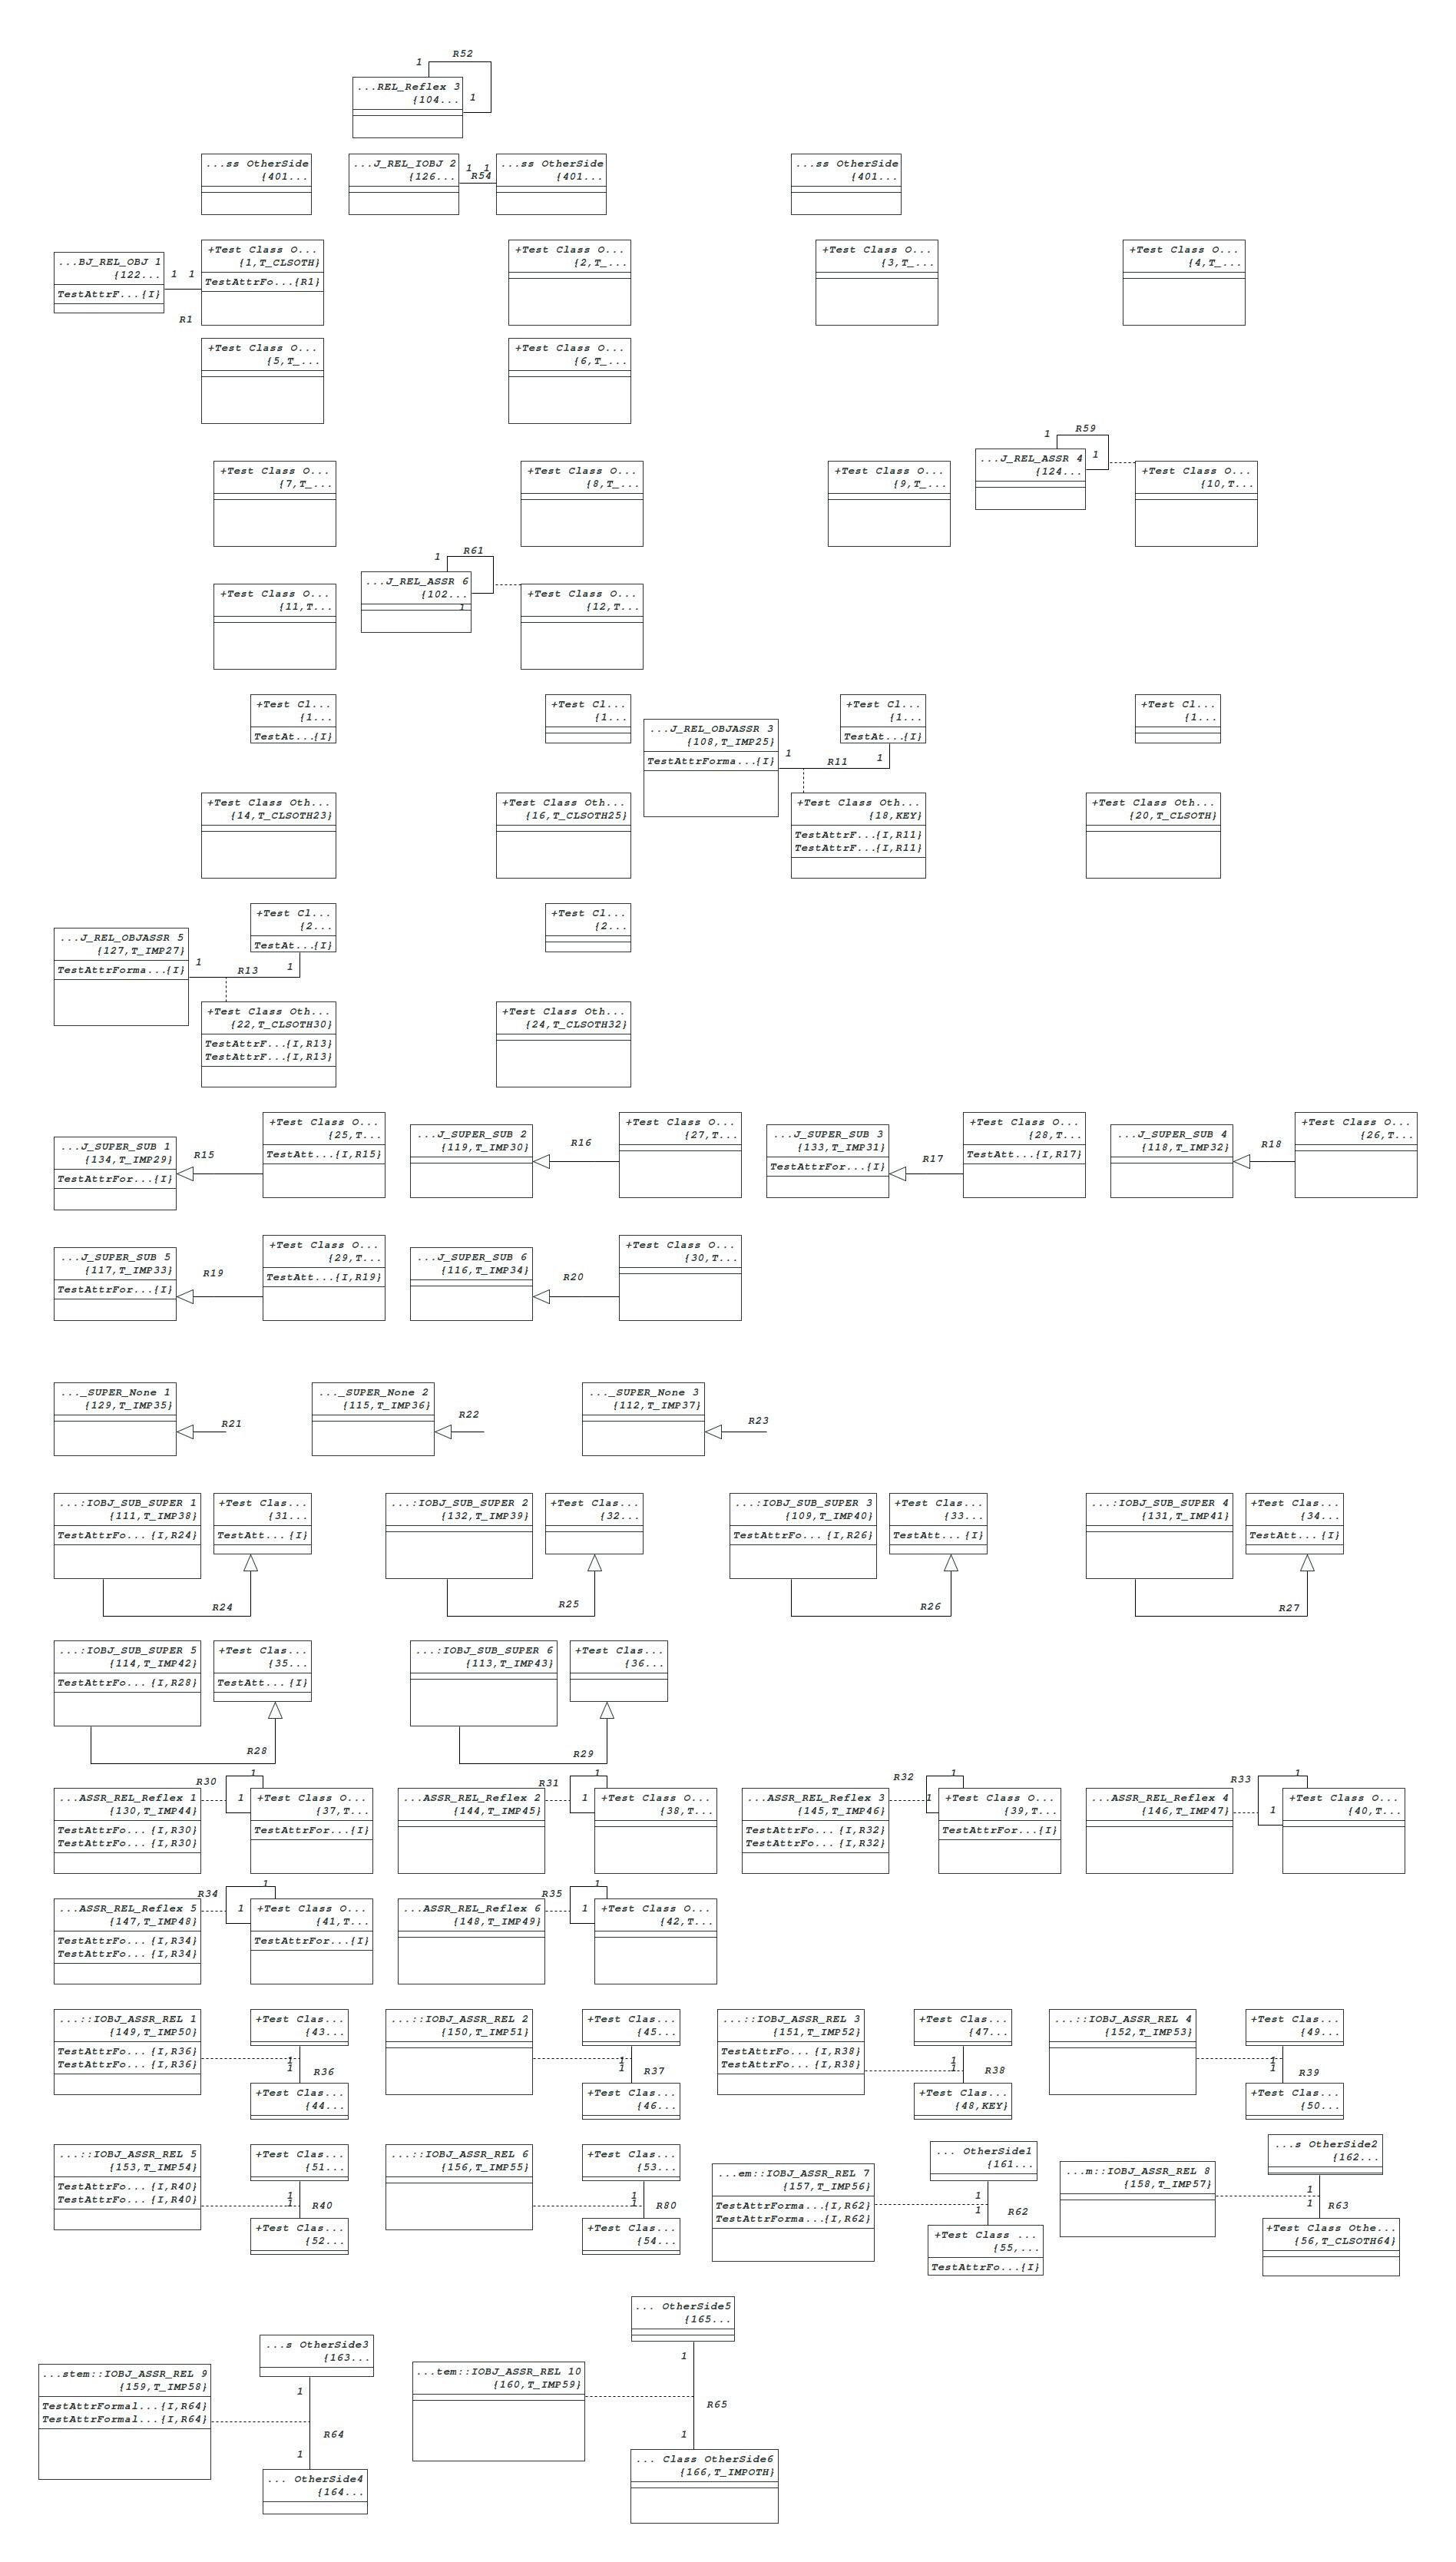 R52
1
...REL_Reflex 3
{104...
1
...ss OtherSide
{401...
...J_REL_IOBJ 2
{126...
1 1
R54
...ss OtherSide
{401...
...ss OtherSide
{401...
...BJ_REL_OBJ 1
{122...
TestAttrF...{I}
1 1
R1
+Test Class O...
{1,T_CLSOTH}
TestAttrFo...{R1}
+Test Class O...
{2,T_...
+Test Class O...
{3,T_...
+Test Class O...
{4,T_...
+Test Class O...
{5,T_...
+Test Class O...
{6,T_...
+Test Class O...
{7,T_...
+Test Class O...
{8,T_...
+Test Class O...
{9,T_...
1
R59
...J_REL_ASSR 4
{124...
1
+Test Class O...
{10,T...
+Test Class O...
{11,T...
1
R61
...J_REL_ASSR 6
{102...
1
+Test Class O...
{12,T...
+Test Cl...
{1...
TestAt...{I}
+Test Cl...
{1...
...J_REL_OBJASSR 3
{108,T_IMP25}
TestAttrForma...{I}
1
R11
1
+Test Cl...
{1...
TestAt...{I}
+Test Cl...
{1...
+Test Class Oth...
{14,T_CLSOTH23}
+Test Class Oth...
{16,T_CLSOTH25}
+Test Class Oth...
{18,KEY}
TestAttrF...{I,R11}
TestAttrF...{I,R11}
+Test Class Oth...
{20,T_CLSOTH}
...J_REL_OBJASSR 5
{127,T_IMP27}
TestAttrForma...{I}
1
R13
1
+Test Cl...
{2...
TestAt...{I}
+Test Cl...
{2...
+Test Class Oth...
{22,T_CLSOTH30}
TestAttrF...{I,R13}
TestAttrF...{I,R13}
+Test Class Oth...
{24,T_CLSOTH32}
...J_SUPER_SUB 1
{134,T_IMP29}
TestAttrFor...{I}
R15
+Test Class O...
{25,T...
TestAtt...{I,R15}
...J_SUPER_SUB 2
{119,T_IMP30}
R16
+Test Class O...
{27,T...
...J_SUPER_SUB 3
{133,T_IMP31}
TestAttrFor...{I}
R17
+Test Class O...
{28,T...
TestAtt...{I,R17}
...J_SUPER_SUB 4
{118,T_IMP32}
R18
+Test Class O...
{26,T...
...J_SUPER_SUB 5
{117,T_IMP33}
TestAttrFor...{I}
R19
+Test Class O...
{29,T...
TestAtt...{I,R19}
...J_SUPER_SUB 6
{116,T_IMP34}
R20
+Test Class O...
{30,T...
..._SUPER_None 1
{129,T_IMP35}
R21
..._SUPER_None 2
{115,T_IMP36}
R22
..._SUPER_None 3
{112,T_IMP37}
R23
...:IOBJ_SUB_SUPER 1
{111,T_IMP38}
TestAttrFo...{I,R24}
+Test Clas...
{31...
TestAtt...{I}
R24
...:IOBJ_SUB_SUPER 2
{132,T_IMP39}
+Test Clas...
{32...
R25
...:IOBJ_SUB_SUPER 3
{109,T_IMP40}
TestAttrFo...{I,R26}
+Test Clas...
{33...
TestAtt...{I}
R26
...:IOBJ_SUB_SUPER 4
{131,T_IMP41}
+Test Clas...
{34...
TestAtt...{I}
R27
...:IOBJ_SUB_SUPER 5
{114,T_IMP42}
TestAttrFo...{I,R28}
+Test Clas...
{35...
TestAtt...{I}
R28
...:IOBJ_SUB_SUPER 6
{113,T_IMP43}
+Test Clas...
{36...
R29
...ASSR_REL_Reflex 1
{130,T_IMP44}
TestAttrFo...{I,R30}
TestAttrFo...{I,R30}
R30
1
1
+Test Class O...
{37,T...
TestAttrFor...{I}
...ASSR_REL_Reflex 2
{144,T_IMP45}
R31
1
1
+Test Class O...
{38,T...
...ASSR_REL_Reflex 3
{145,T_IMP46}
TestAttrFo...{I,R32}
TestAttrFo...{I,R32}
R32
1
1
+Test Class O...
{39,T...
TestAttrFor...{I}
...ASSR_REL_Reflex 4
{146,T_IMP47}
R33
1
1
+Test Class O...
{40,T...
...ASSR_REL_Reflex 5
{147,T_IMP48}
TestAttrFo...{I,R34}
TestAttrFo...{I,R34}
R34
1
1
+Test Class O...
{41,T...
TestAttrFor...{I}
...ASSR_REL_Reflex 6
{148,T_IMP49}
R35
1
1
+Test Class O...
{42,T...
...::IOBJ_ASSR_REL 1
{149,T_IMP50}
TestAttrFo...{I,R36}
TestAttrFo...{I,R36}
+Test Clas...
{43...
1
1
R36
+Test Clas...
{44...
...::IOBJ_ASSR_REL 2
{150,T_IMP51}
+Test Clas...
{45...
1
1
R37
+Test Clas...
{46...
...::IOBJ_ASSR_REL 3
{151,T_IMP52}
TestAttrFo...{I,R38}
TestAttrFo...{I,R38}
+Test Clas...
{47...
1
1
R38
+Test Clas...
{48,KEY}
...::IOBJ_ASSR_REL 4
{152,T_IMP53}
+Test Clas...
{49...
1
1
R39
+Test Clas...
{50...
...::IOBJ_ASSR_REL 5
{153,T_IMP54}
TestAttrFo...{I,R40}
TestAttrFo...{I,R40}
+Test Clas...
{51...
1
1
R40
+Test Clas...
{52...
...::IOBJ_ASSR_REL 6
{156,T_IMP55}
+Test Clas...
{53...
1
1
R80
+Test Clas...
{54...
...em::IOBJ_ASSR_REL 7
{157,T_IMP56}
TestAttrForma...{I,R62}
TestAttrForma...{I,R62}
... OtherSide1
{161...
1
1
R62
+Test Class ...
{55,...
TestAttrFo...{I}
...m::IOBJ_ASSR_REL 8
{158,T_IMP57}
...s OtherSide2
{162...
1
1
R63
+Test Class Othe...
{56,T_CLSOTH64}
...stem::IOBJ_ASSR_REL 9
{159,T_IMP58}
TestAttrFormal...{I,R64}
TestAttrFormal...{I,R64}
...s OtherSide3
{163...
1
R64
1
... OtherSide4
{164...
...tem::IOBJ_ASSR_REL 10
{160,T_IMP59}
... OtherSide5
{165...
1
R65
1
... Class OtherSide6
{166,T_IMPOTH}